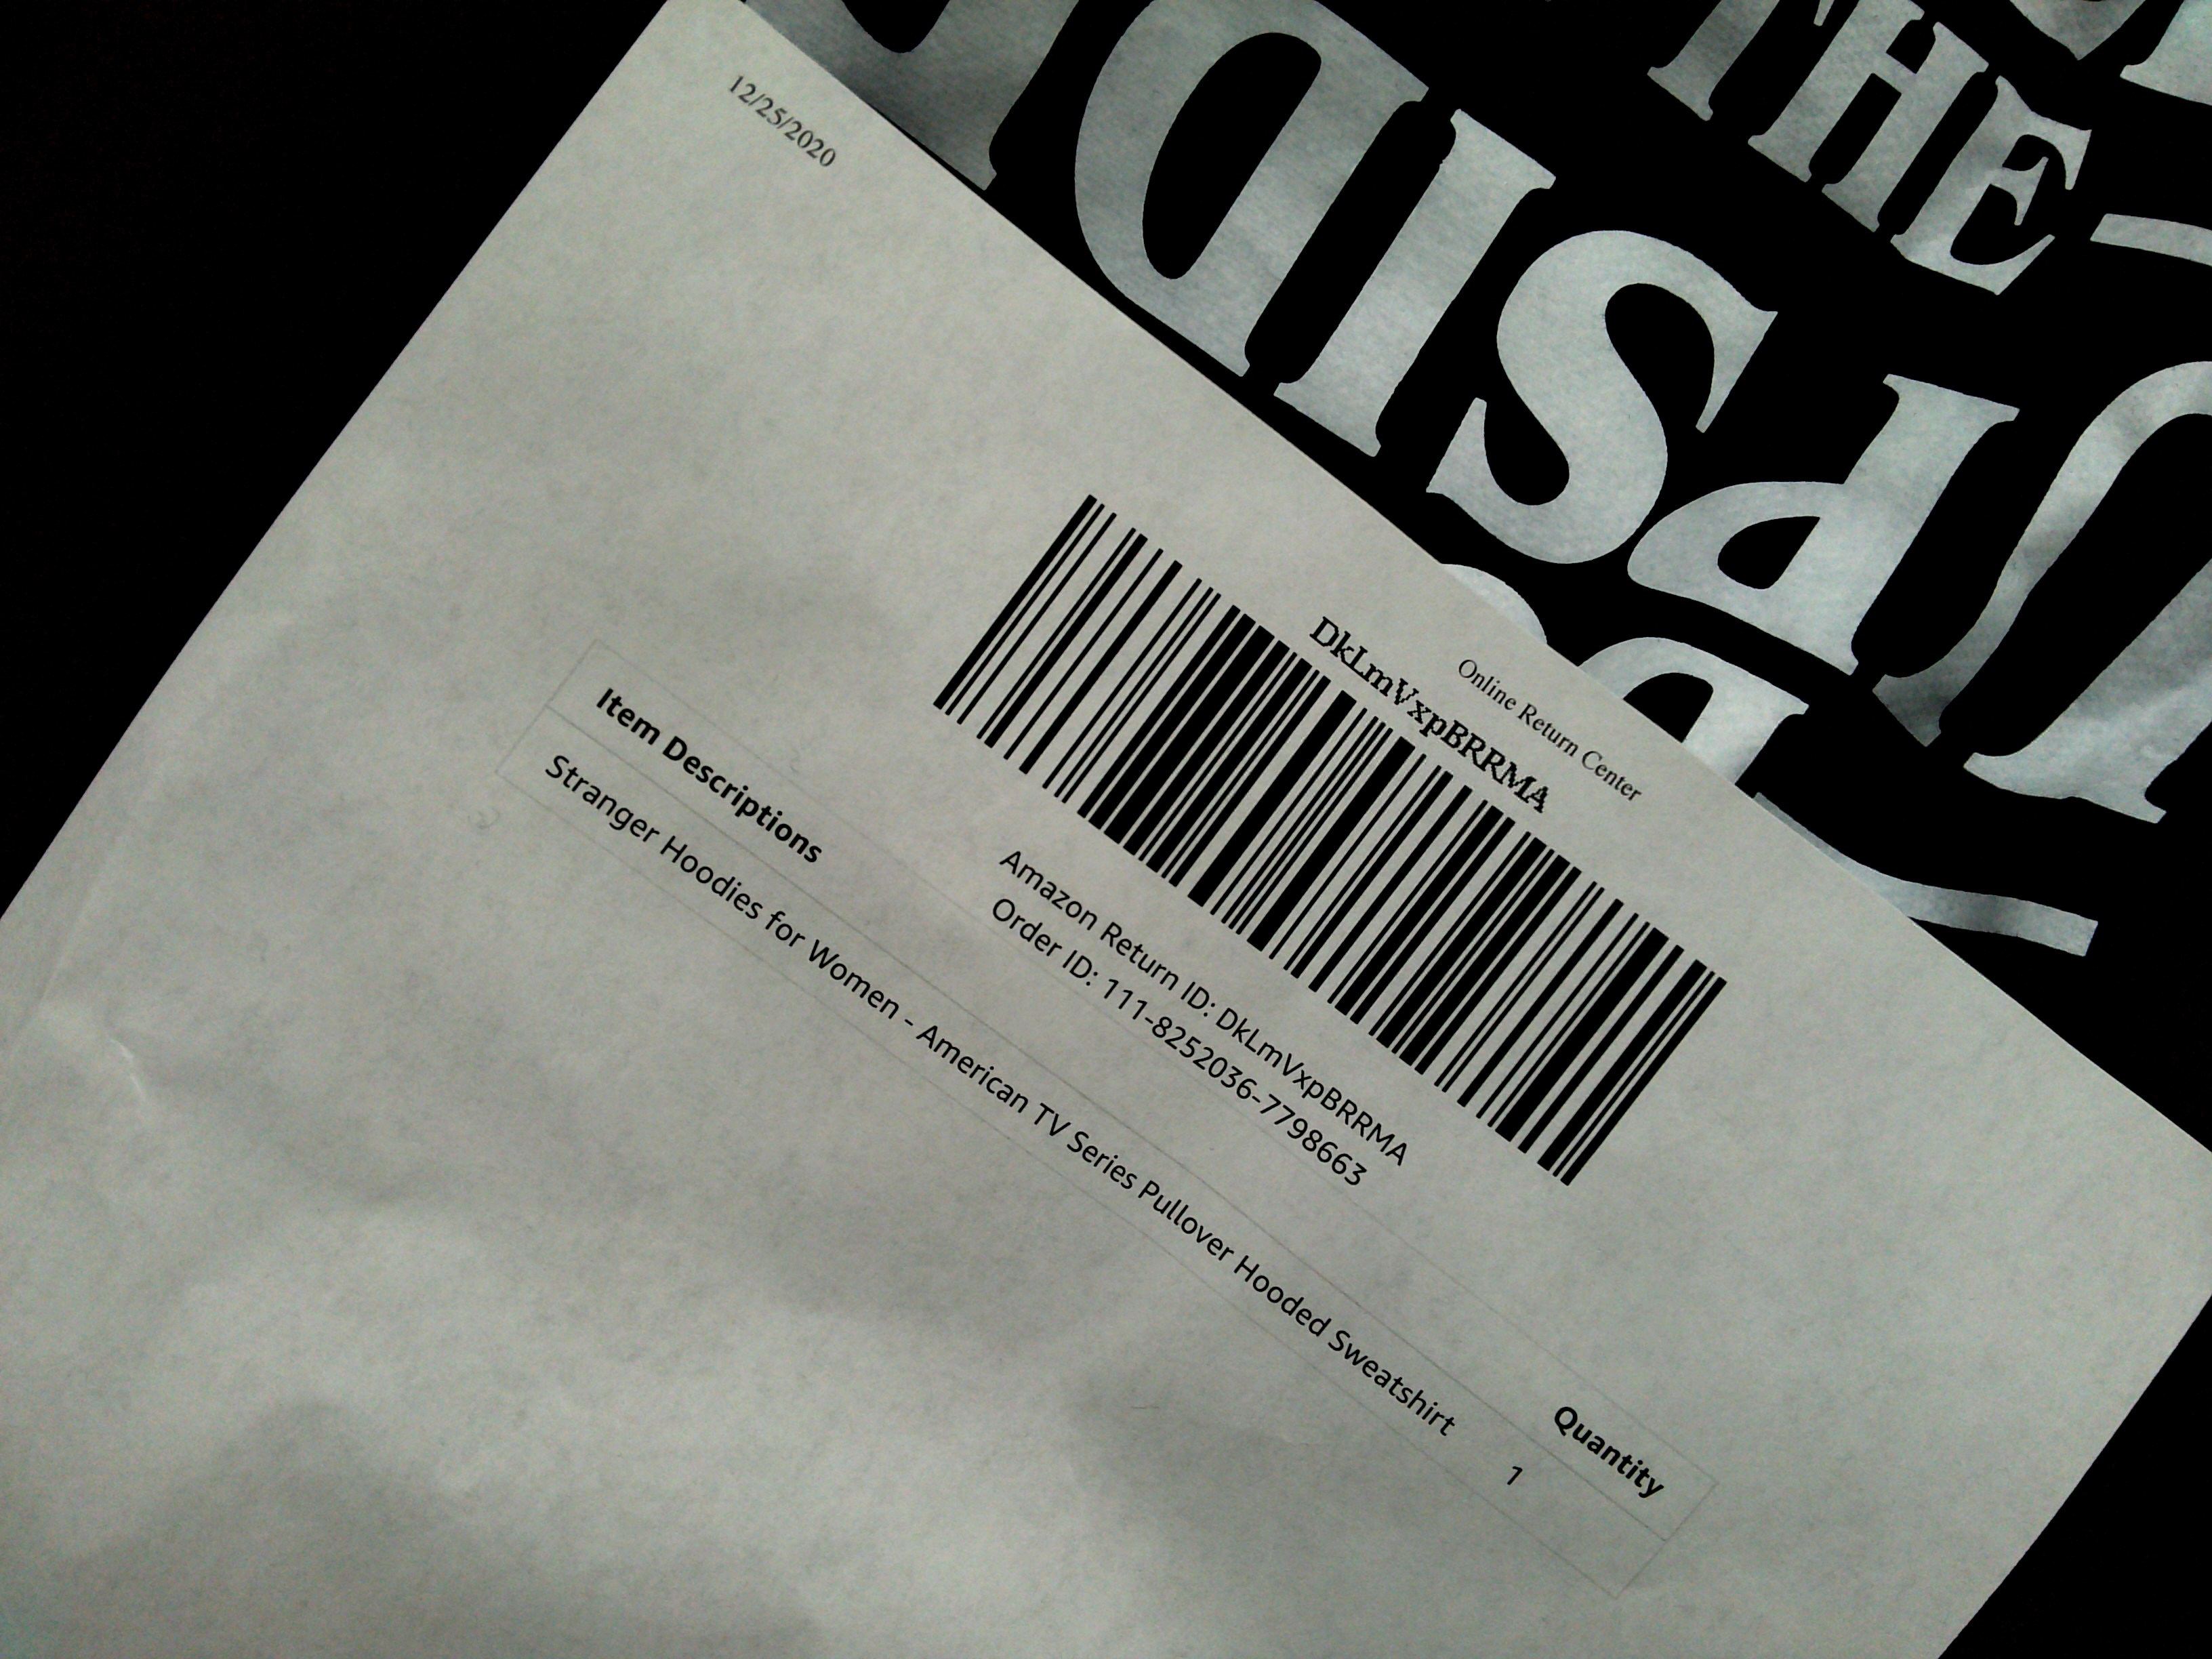 12/25/2020
Online Return Center
DkLmVxpBRRMA
Amazon Return ID: DkLmVxpBRRMA
Order ID: 111-8252036-7798663
Item Descriptions Quantity
Stranger Hoodies for Women - American TV Series Pullover Hooded Sweatshirt 1
THE
UPSID